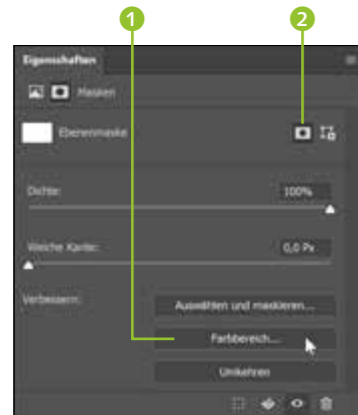 1 2
Eigenschaften
Masken
Ebenenmaske
Dichte: 100%
Weiche Kante: 0,0 Px
Verbessern:
Auswählen und maskieren...
Farbbereich...
Umkehren